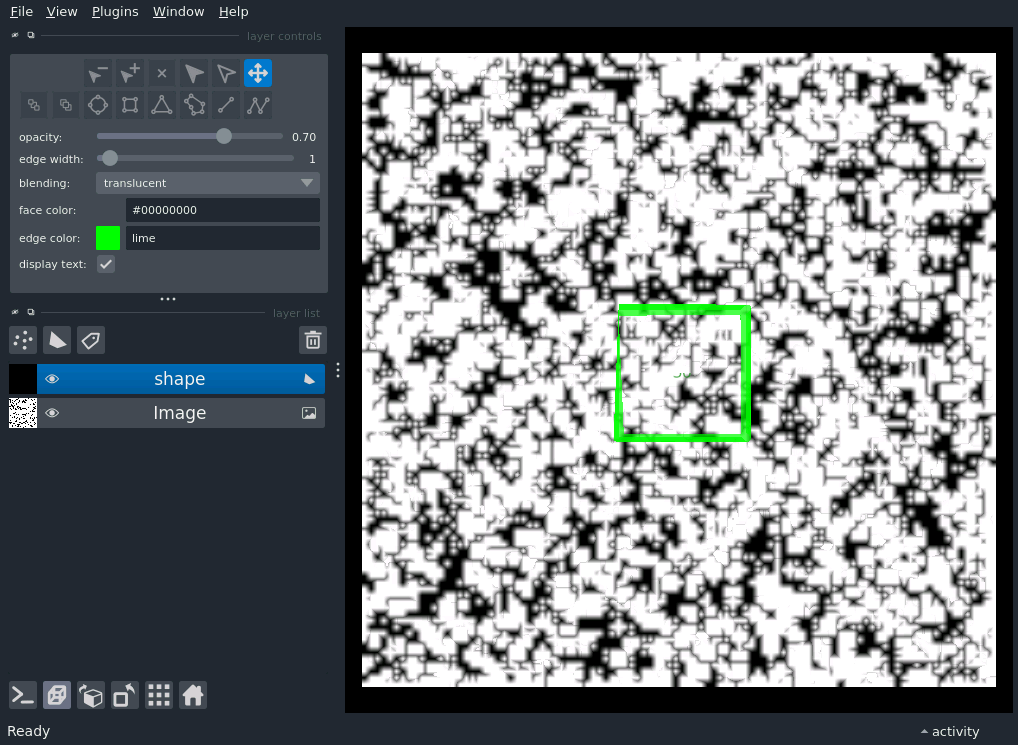 File View Plugins Window Help
layer controls
opacity: 0.70
edge width: 1
blending: translucent
face color: #00000000
edge color: lime
display text:
layer list
shape
Image
Ready
activity